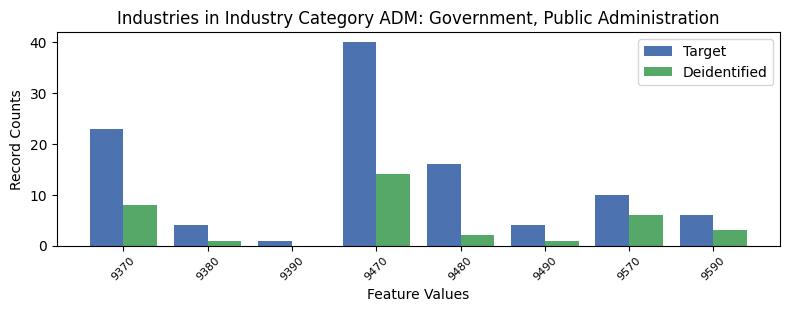 Industries in Industry Category ADM: Government, Public Administration
Target
Deidentified
Record Counts
40
30
20
10
0
9370 9380 9390 9470 9480 9490 9570 9590
Feature Values